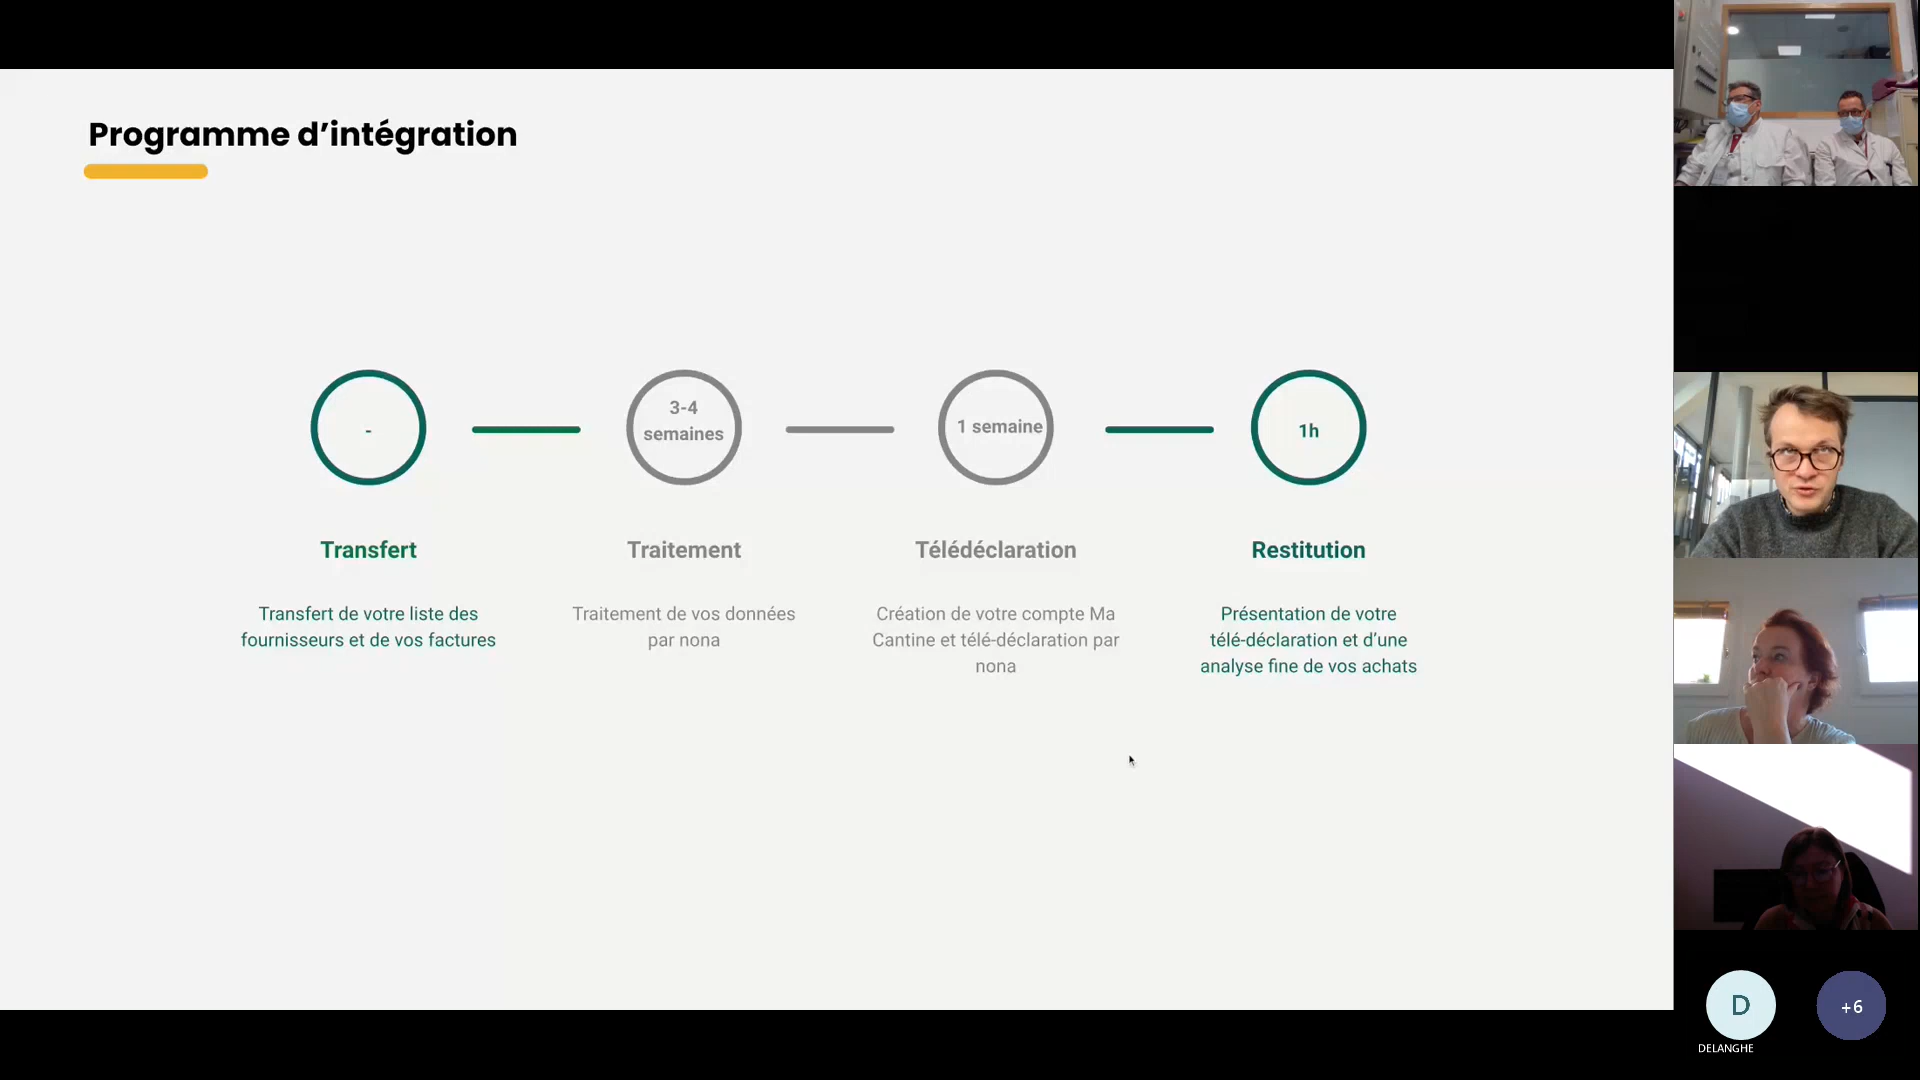 Programme d’intégration
-
3-4
semaines
1 semaine
1h
Transfert
Traitement
Télédéclaration
Restitution
Transfert de votre liste des
fournisseurs et de vos factures
Traitement de vos données
par nona
Création de votre compte Ma
Cantine et télé-déclaration par
nona
Présentation de votre
télé-déclaration et d’une
analyse fine de vos achats
D
+6
DELANGHE